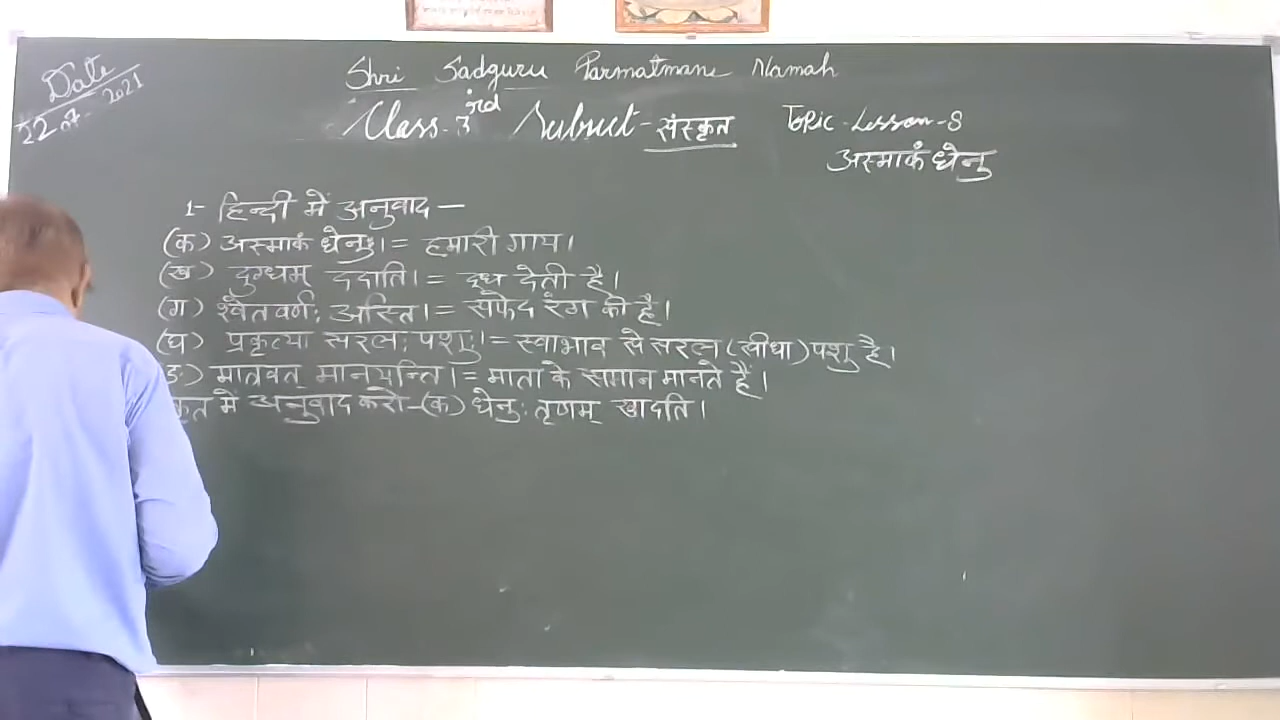 Date
22.07.2021
Shri Sadguru Parmatmane Namah
Class-3rd Subject-संस्कृत Topic-Lesson-8
अस्माकं धेनु
1- हिन्दी में अनुवाद —
(क) अस्माकं धेनुः। = हमारी गाय।
(ख) दुग्धम् ददाति। = दूध देती है।
(ग) श्वेतवर्णः अस्ति। = सफेद रंग की है।
(घ) प्रकृत्या सरलः पशुः। = स्वाभाव से सरल (सीधा) पशु है।
ङ) मातृवत् मानयन्ति। = माता के समान मानते हैं।
कृत में अनुवाद करो-(क) धेनुः तृणम् खादति।